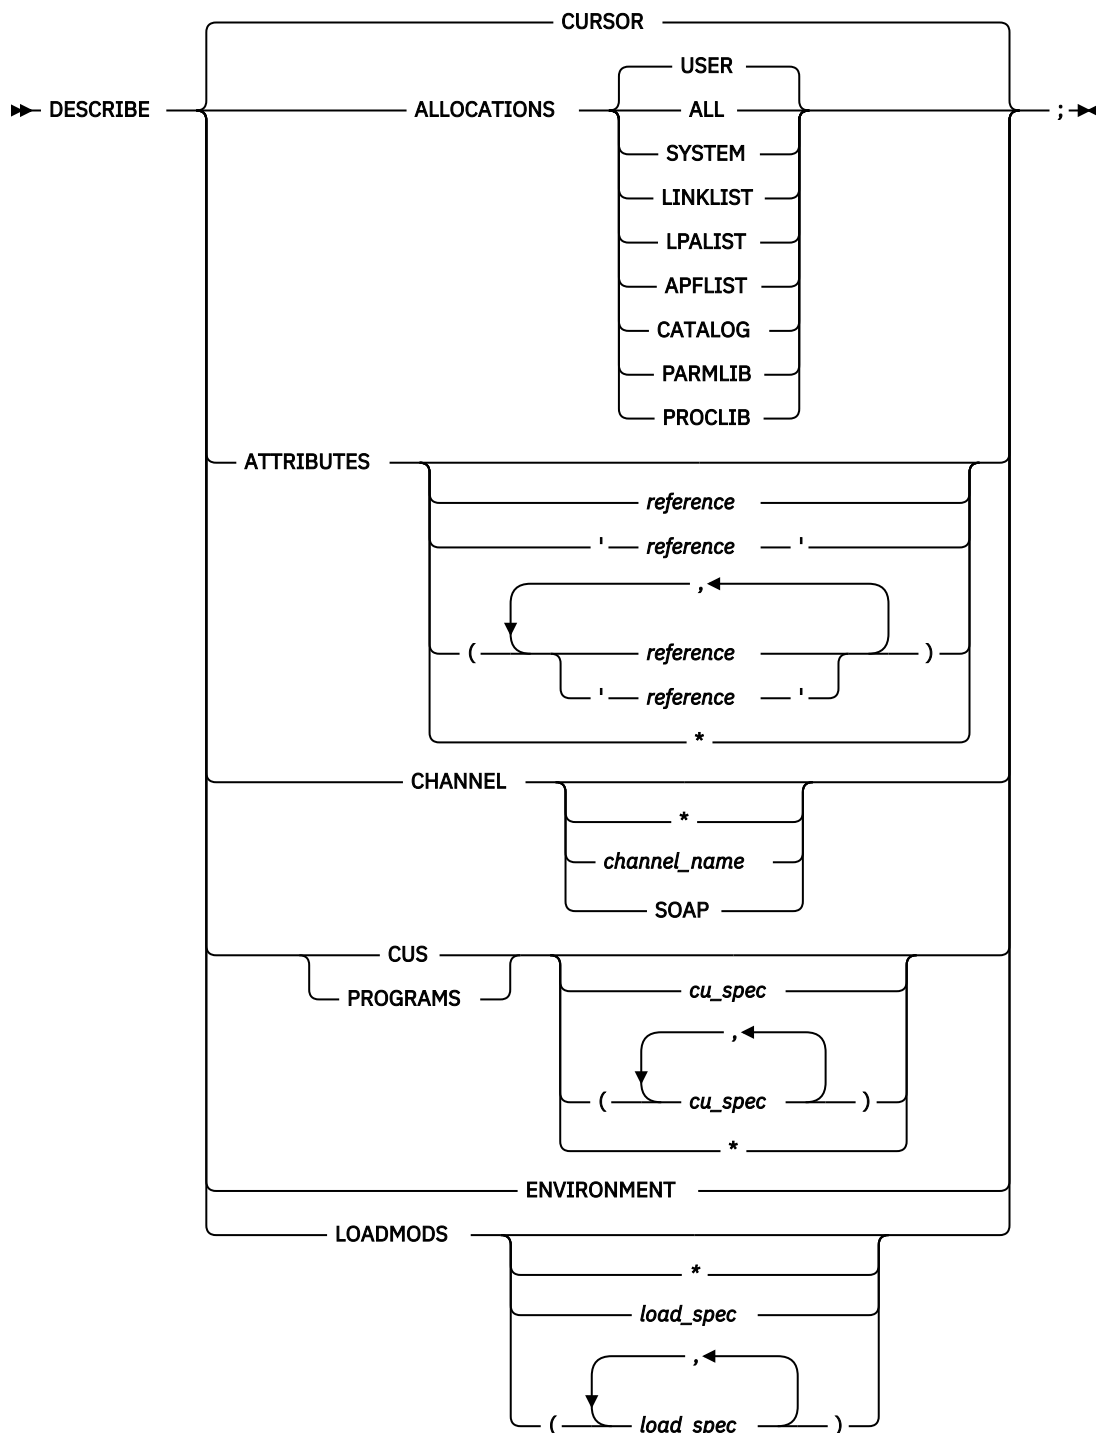 CURSOR
USER
DESCRIBE ALLOCATIONS ALL ;
SYSTEM
LINKLIST
LPALIST
APFLIST
CATALOG
PARMLIB
PROCLIB
ATTRIBUTES
reference
' reference '
,
( reference )
' reference '
*
CHANNEL
*
channel_name
SOAP
CUS
PROGRAMS
cu_spec
,
( cu_spec )
*
ENVIRONMENT
LOADMODS
*
load_spec
,
( load_spec )